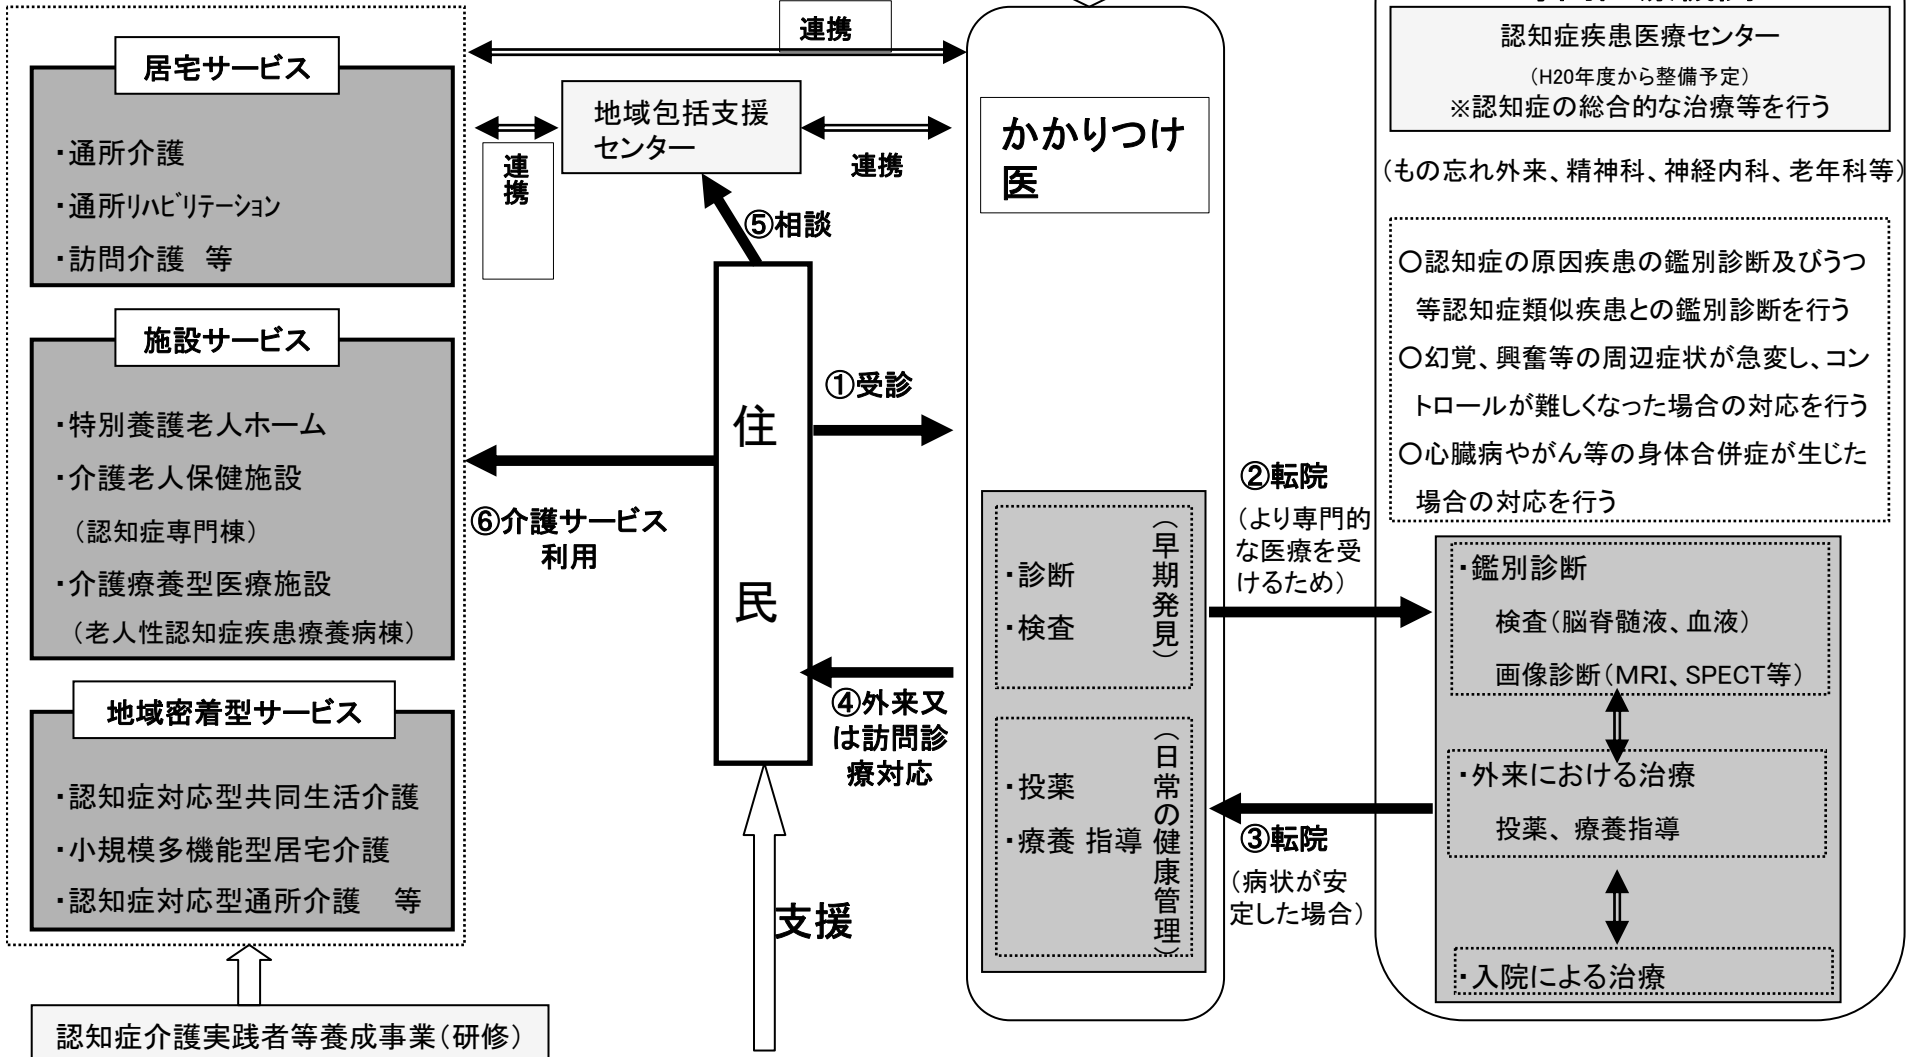 連携
居宅サービス
・通所介護
・通所リハビリテーション
・訪問介護 等
施設サービス
・特別養護老人ホーム
・介護老人保健施設
（認知症専門棟）
・介護療養型医療施設
（老人性認知症疾患療養病棟）
地域密着型サービス
・認知症対応型共同生活介護
・小規模多機能型居宅介護
・認知症対応型通所介護 等
認知症介護実践者等養成事業（研修）
連携
地域包括支援
センター
連携
⑤相談
住民
①受診
⑥介護サービス
利用
④外来又
は訪問診
療対応
支援
かかりつけ
医
（早期発見）
・診断
・検査
（日常の健康管理）
・投薬
・療養 指導
②転院
（より専門的
な医療を受
けるため）
③転院
（病状が安
定した場合）
認知症疾患医療センター
（H20年度から整備予定）
※認知症の総合的な治療等を行う
（もの忘れ外来、精神科、神経内科、老年科等）
○認知症の原因疾患の鑑別診断及びうつ
等認知症類似疾患との鑑別診断を行う
○幻覚、興奮等の周辺症状が急変し、コン
トロールが難しくなった場合の対応を行う
○心臓病やがん等の身体合併症が生じた
場合の対応を行う
・鑑別診断
検査（脳脊髄液、血液）
画像診断（MRI、SPECT等）
・外来における治療
投薬、療養指導
・入院による治療